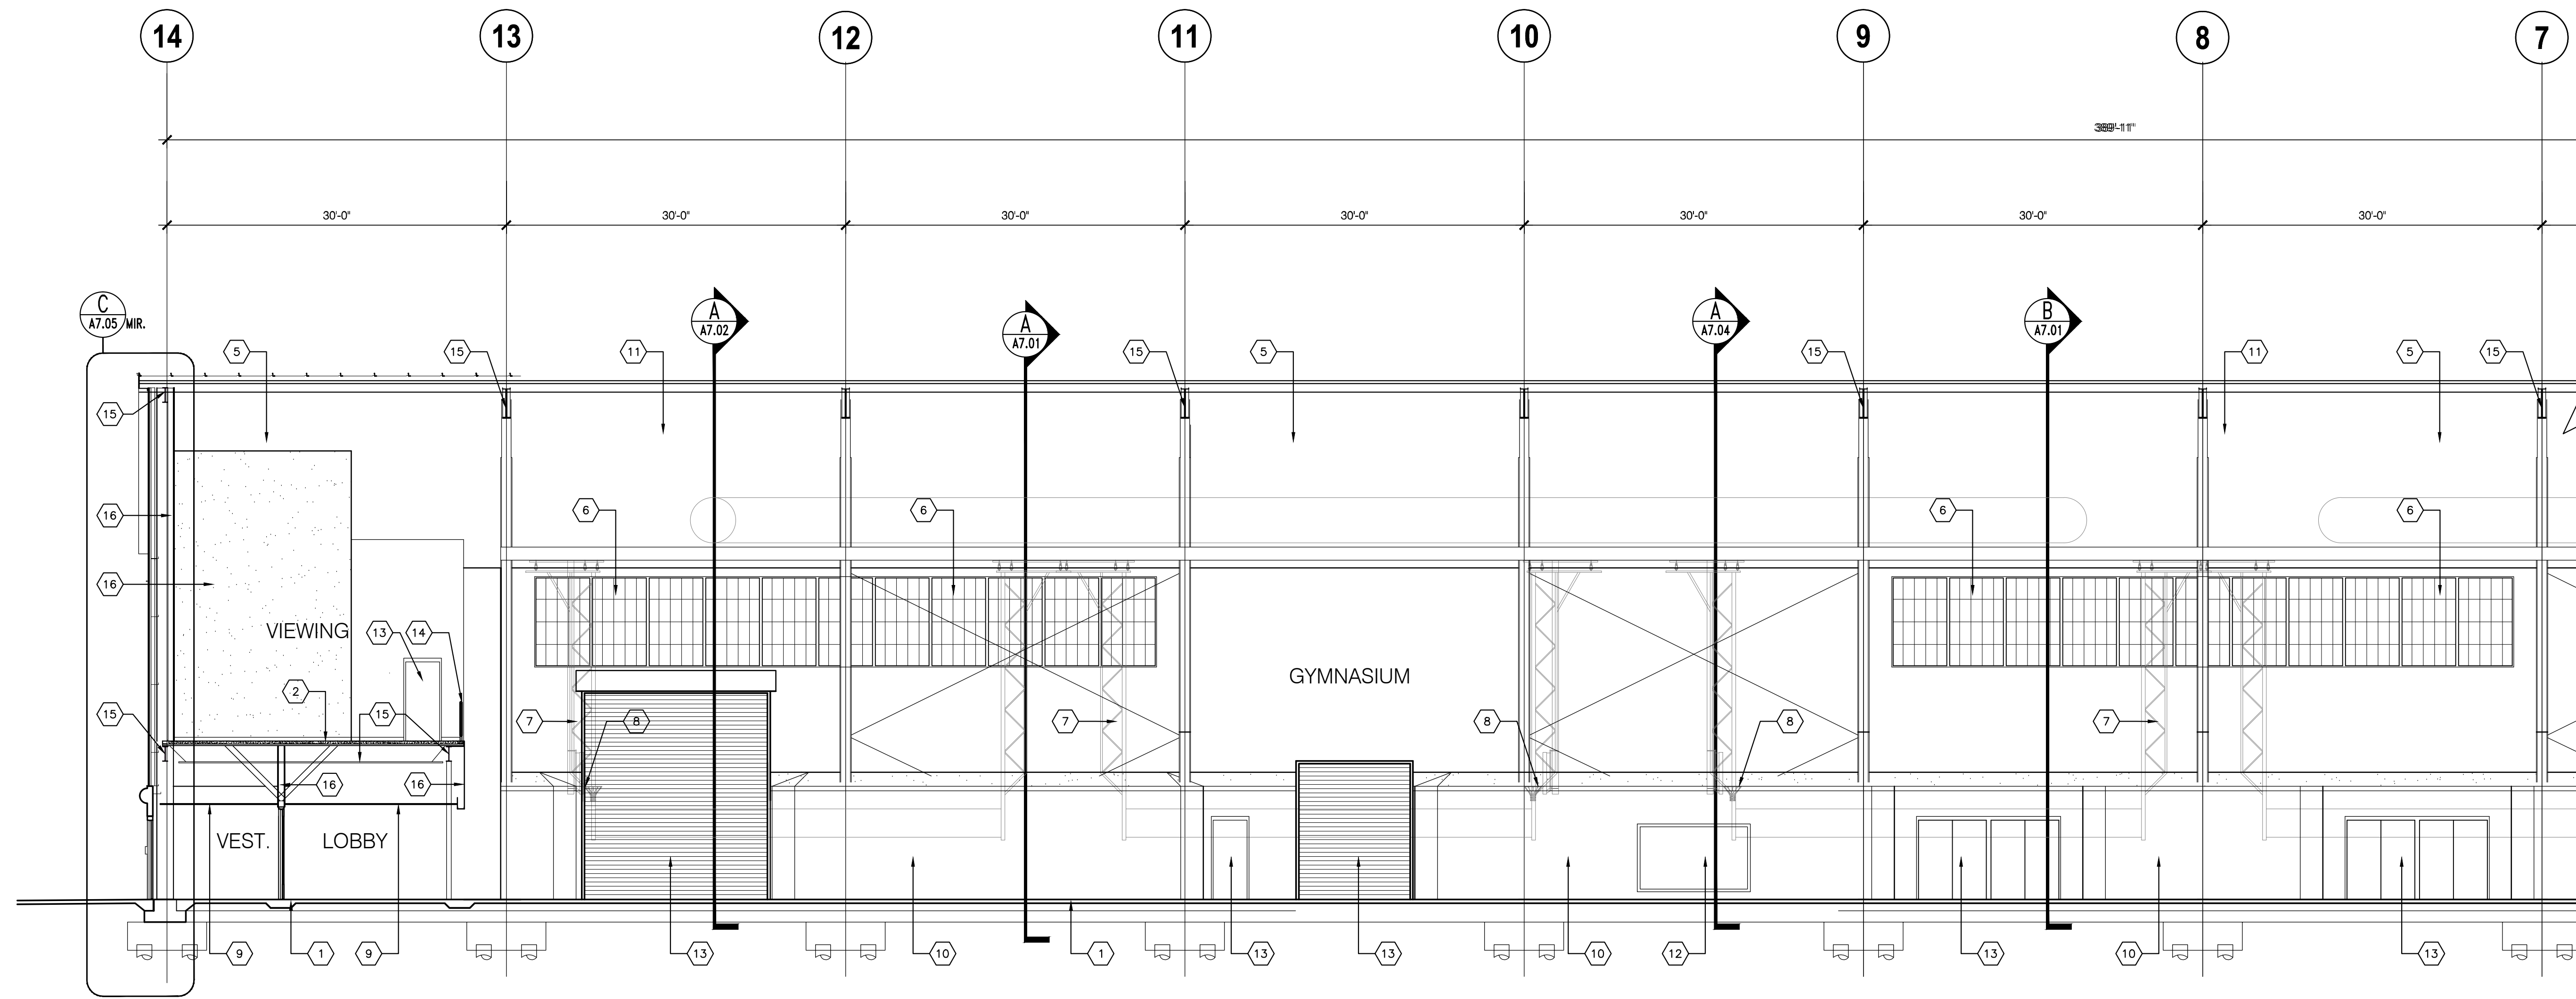 14 13 12 11 10 9 8 7
30'-0" 30'-0" 30'-0" 30'-0" 30'-0" 30'-0" 30'-0"
C
A7.05 MIR.
A
A7.02
A
A7.01
A
A7.04
B
A7.01
5 15 11 15 5 15 11 5 15
15
16 6 6 6 6
16
VIEWING 13 14
GYMNASIUM
2
15 15 7 8 7 8 8 7
16 16
VEST. LOBBY
9 1 9 13 10 1 13 13 10 12 13 10 13